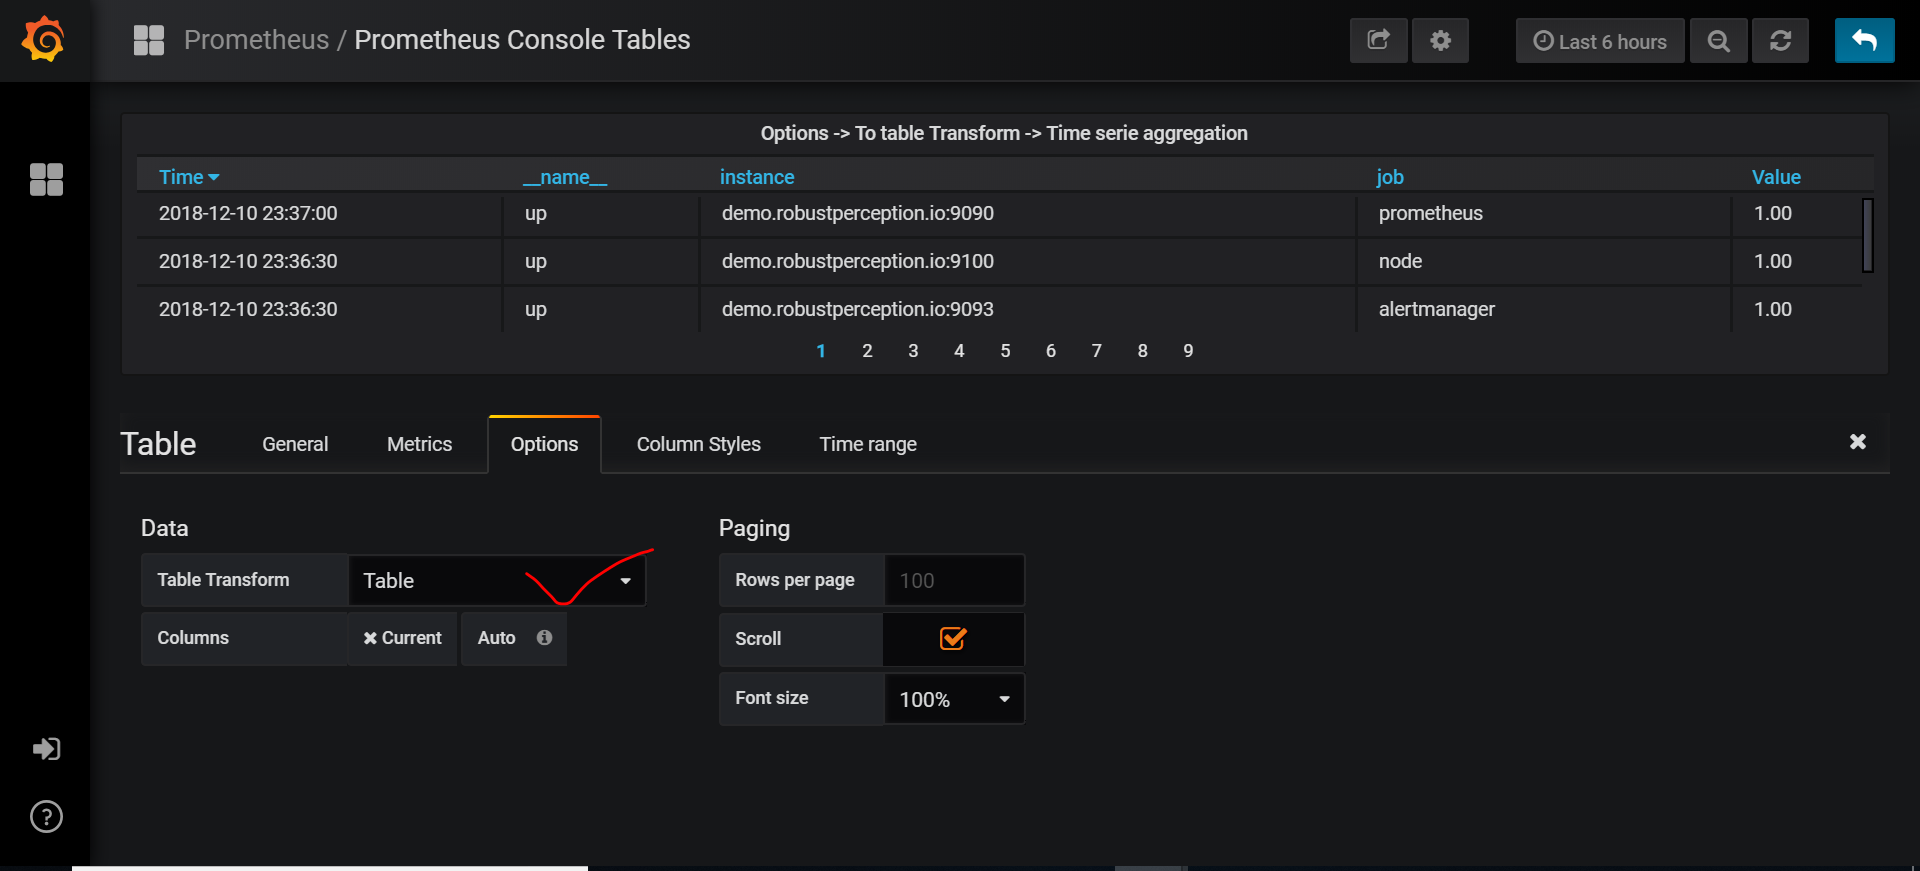 Prometheus / Prometheus Console Tables
Last 6 hours
Options -> To table Transform -> Time serie aggregation
Time __name__ instance job Value
2018-12-10 23:37:00 up demo.robustperception.io:9090 prometheus 1.00
2018-12-10 23:36:30 up demo.robustperception.io:9100 node 1.00
2018-12-10 23:36:30 up demo.robustperception.io:9093 alertmanager 1.00
1 2 3 4 5 6 7 8 9
Table General Metrics Options Column Styles Time range
Data
Table Transform Table
Columns Current Auto
Paging
Rows per page 100
Scroll
Font size 100%